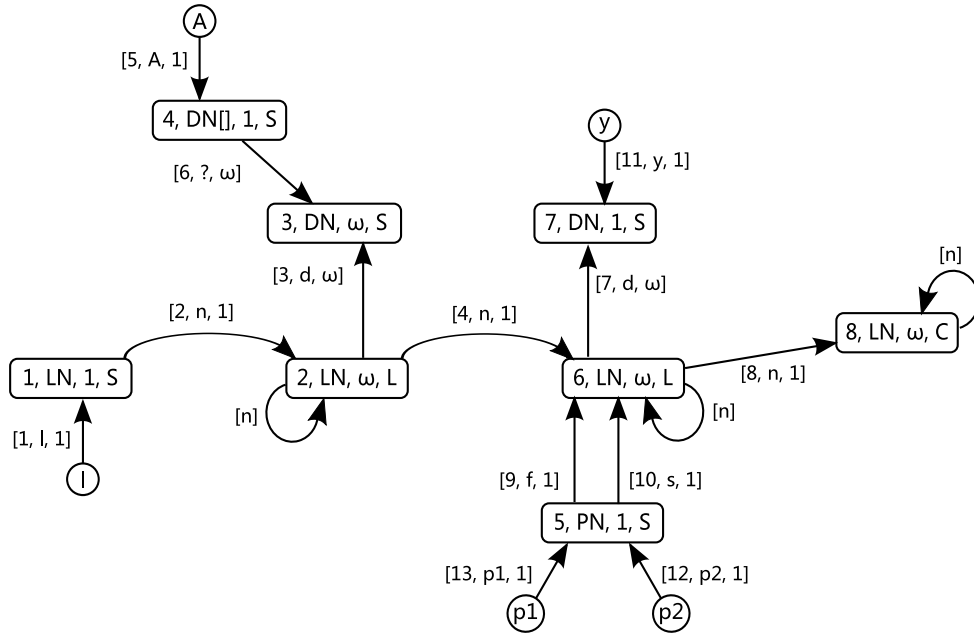 A
[5, A, 1]
4, DN[], 1, S
y
[6, ?, ω]
[11, y, 1]
3, DN, ω, S
7, DN, 1, S
[n]
[3, d, ω]
[7, d, ω]
[2, n, 1]
[4, n, 1]
8, LN, ω, C
1, LN, 1, S
2, LN, ω, L
6, LN, ω, L
[8, n, 1]
[n]
[n]
[1, l, 1]
l
[9, f, 1]
[10, s, 1]
5, PN, 1, S
[13, p1, 1]
[12, p2, 1]
p1
p2